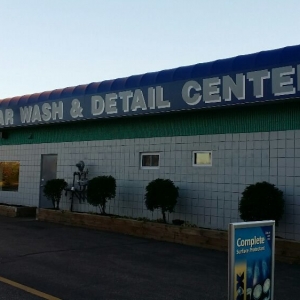 AR WASH & DETAIL CENTE
Complete
Surface Protection